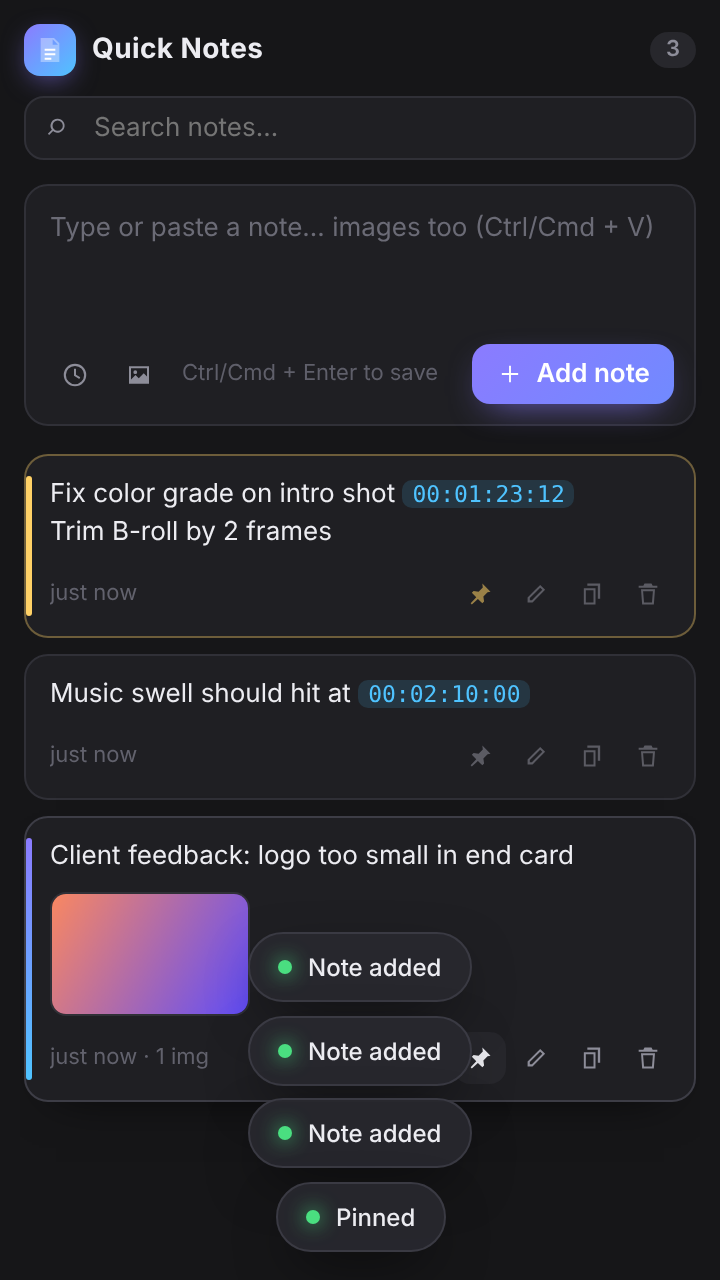 Quick Notes
3
Search notes...
Type or paste a note... images too (Ctrl/Cmd + V)
Ctrl/Cmd + Enter to save
+ Add note
Fix color grade on intro shot 00:01:23:12
Trim B-roll by 2 frames
just now
Music swell should hit at 00:02:10:00
just now
Client feedback: logo too small in end card
Note added
just now · 1 img
Note added
Note added
Pinned